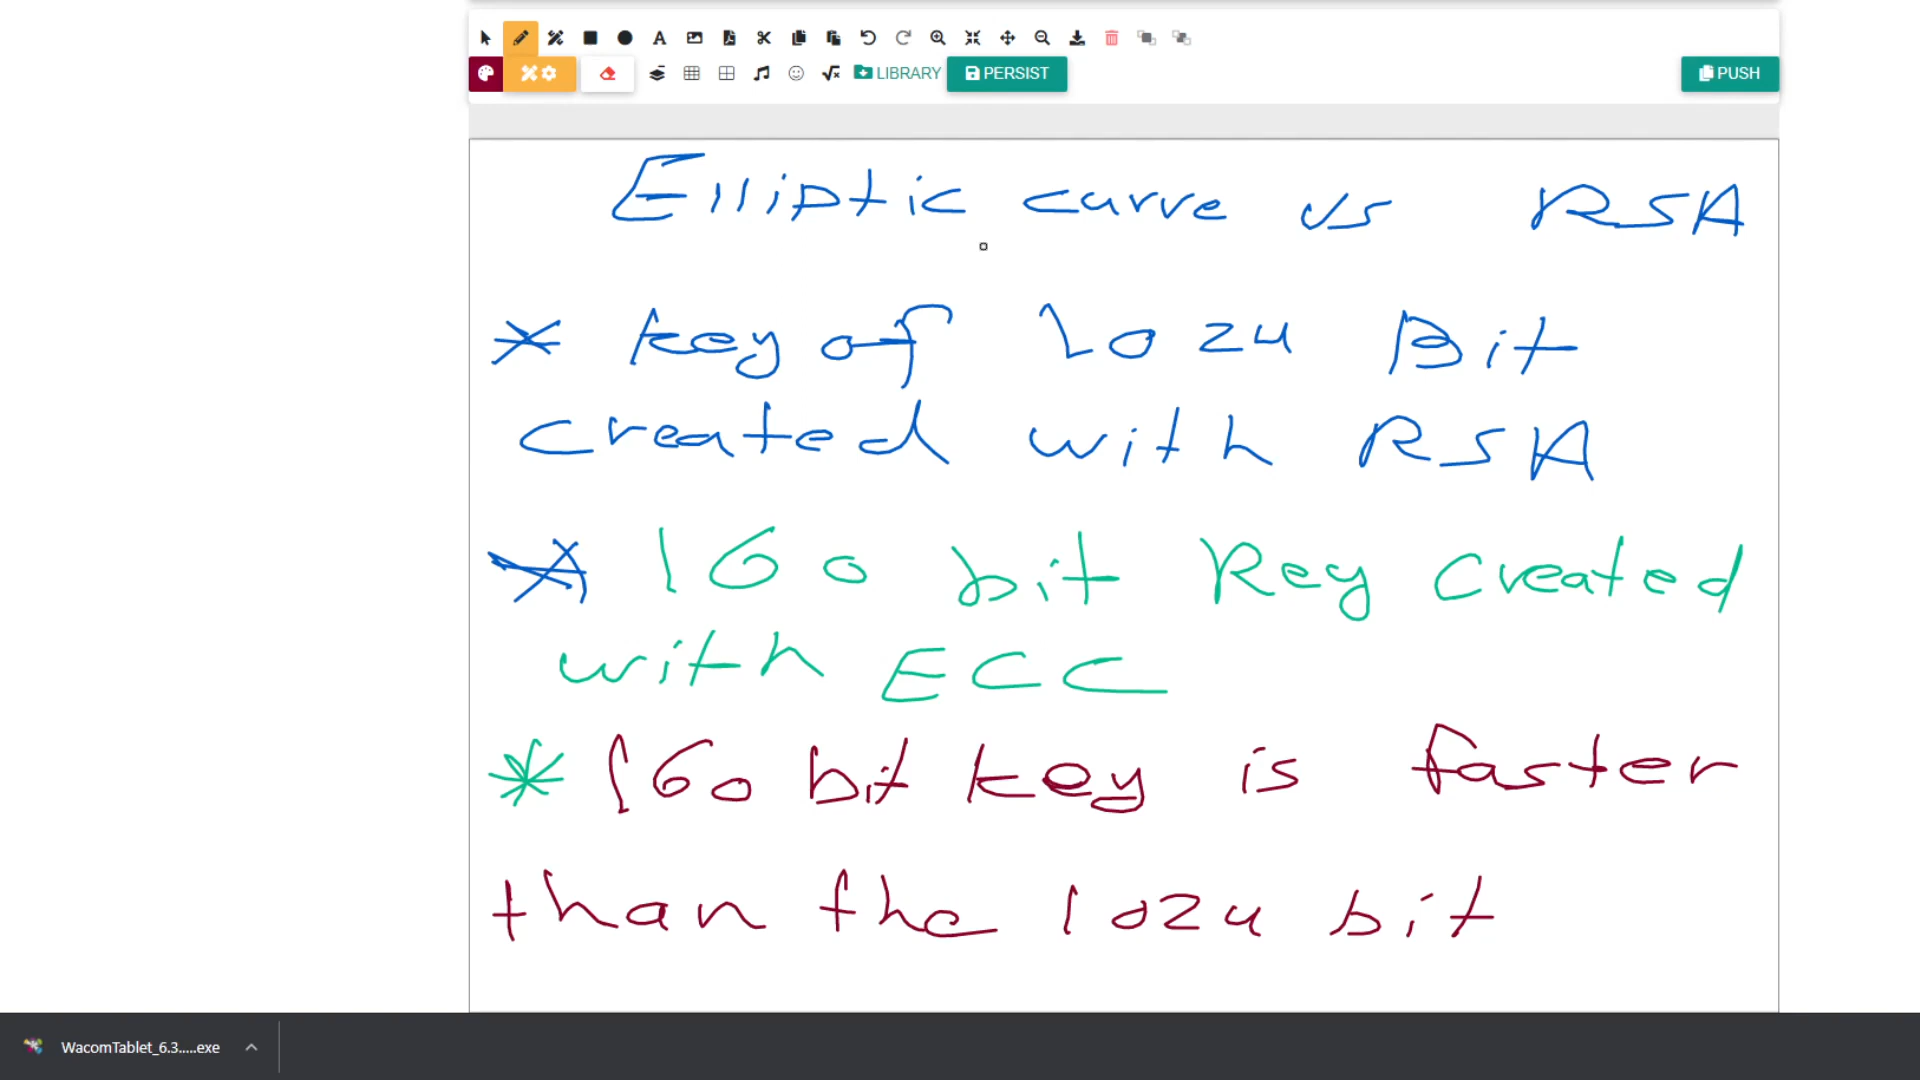 LIBRARY PERSIST PUSH
Elliptic curve vs RSA
* key of 1024 Bit
created with RSA
* 160 bit Key created
with ECC
* 160 bit key is faster
than the 1024 bit
WacomTablet_6.3.....exe